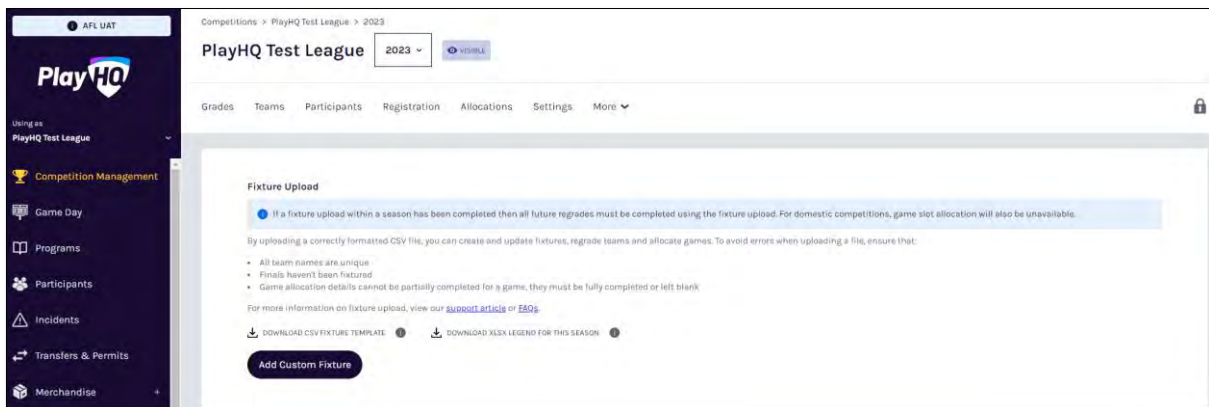 AFL UAT
PlayHQ
Using as
PlayHQ Test League
Competition Management
Game Day
Programs
Participants
Incidents
Transfers & Permits
Merchandise +
Competitions > PlayHQ Test League > 2023
PlayHQ Test League 2023 VISIBLE
Grades Teams Participants Registration Allocations Settings More
Fixture Upload
If a fixture upload within a season has been completed then all future regrades must be completed using the fixture upload. For domestic competitions, game slot allocation will also be unavailable.
By uploading a correctly formatted CSV file, you can create and update fixtures, regrade teams and allocate games. To avoid errors when uploading a file, ensure that:
• All team names are unique
• Finals haven't been fixtured
• Game allocation details cannot be partially completed for a game, they must be fully completed or left blank
For more information on fixture upload, view our support article or FAQs.
DOWNLOAD CSV FIXTURE TEMPLATE DOWNLOAD XLSX LEGEND FOR THIS SEASON
Add Custom Fixture